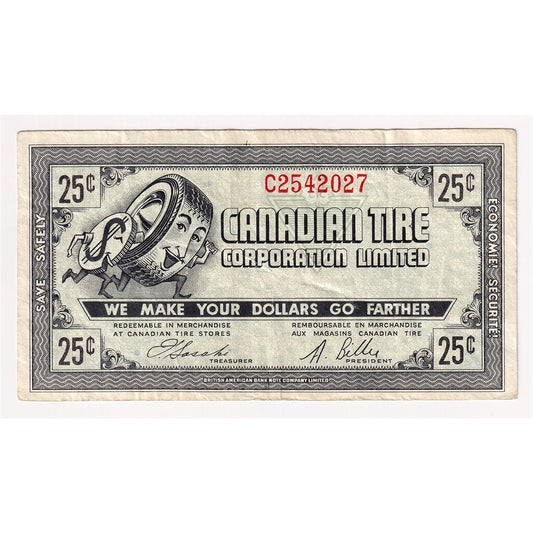 25¢ C2542027 25¢
CANADIAN TIRE
CORPORATION LIMITED
SAVE SAFELY
ECONOMIE! SÉCURITÉ!
WE MAKE YOUR DOLLARS GO FARTHER
REDEEMABLE IN MERCHANDISE
AT CANADIAN TIRE STORES
REMBOURSABLE EN MARCHANDISE
AUX MAGASINS CANADIAN TIRE
25¢ TREASURER
A. Billes
PRESIDENT 25¢
BRITISH AMERICAN BANK NOTE COMPANY LIMITED
$